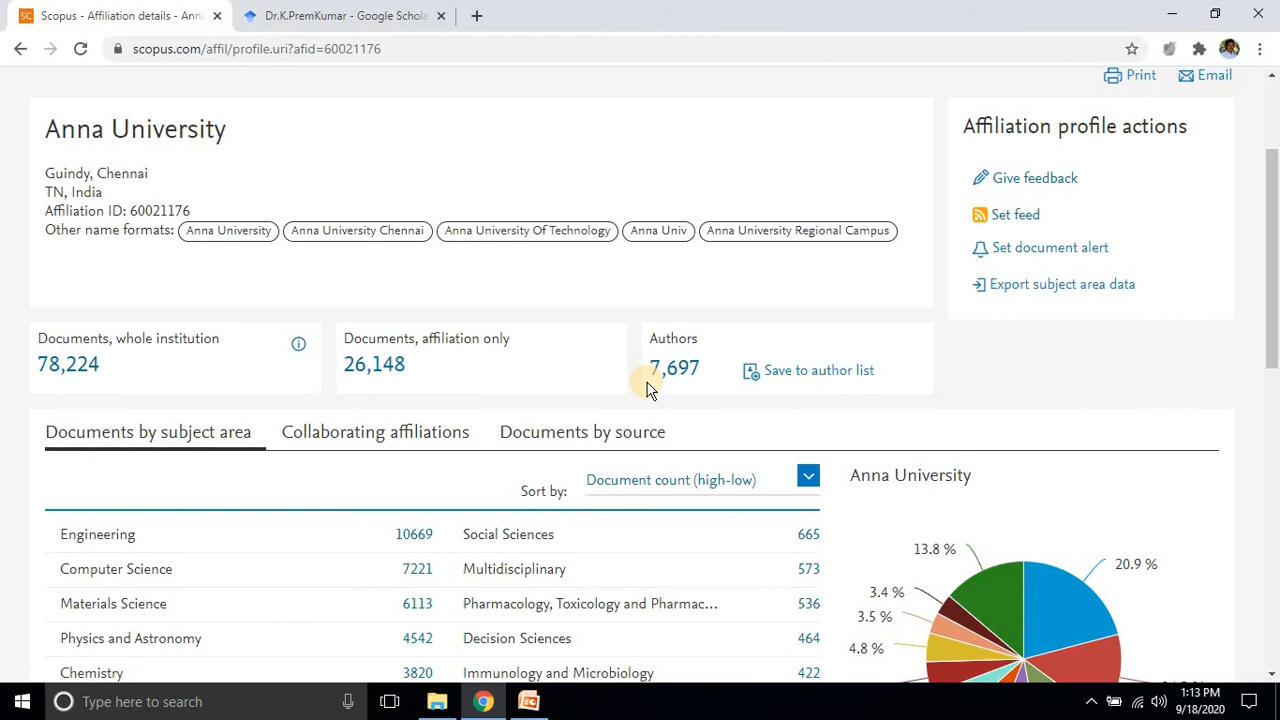 Scopus - Affiliation details - Anna
Dr.K.PremKumar - Google Schola
scopus.com/affil/profile.uri?afid=60021176
Print
Email
Anna University
Guindy, Chennai
TN, India
Affiliation ID: 60021176
Other name formats: Anna University Anna University Chennai Anna University Of Technology Anna Univ Anna University Regional Campus
Affiliation profile actions
Give feedback
Set feed
Set document alert
Export subject area data
Documents, whole institution
78,224
Documents, affiliation only
26,148
Authors
7,697
Save to author list
Documents by subject area
Collaborating affiliations
Documents by source
Sort by: Document count (high-low)
Engineering 10669
Social Sciences 665
Computer Science 7221
Multidisciplinary 573
Materials Science 6113
Pharmacology, Toxicology and Pharmac... 536
Physics and Astronomy 4542
Decision Sciences 464
Chemistry 3820
Immunology and Microbiology 422
Anna University
13.8 %
20.9 %
3.4 %
3.5 %
4.8 %
Type here to search
1:13 PM
9/18/2020